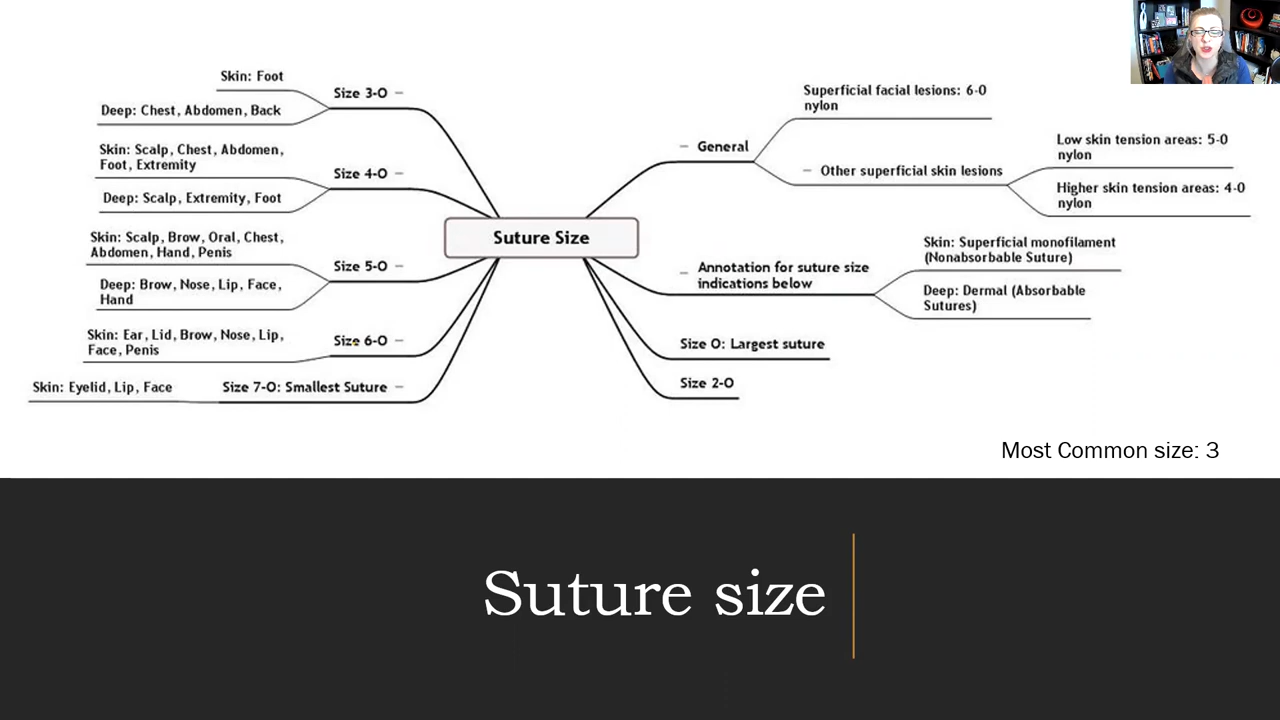 Skin: Foot
Size 3-O
Deep: Chest, Abdomen, Back
Skin: Scalp, Chest, Abdomen,
Foot, Extremity
Size 4-O
Deep: Scalp, Extremity, Foot
Skin: Scalp, Brow, Oral, Chest,
Abdomen, Hand, Penis
Size 5-O
Deep: Brow, Nose, Lip, Face,
Hand
Skin: Ear, Lid, Brow, Nose, Lip,
Face, Penis
Size 6-O
Skin: Eyelid, Lip, Face
Size 7-O: Smallest Suture
Suture Size
General
Superficial facial lesions: 6-0
nylon
Other superficial skin lesions
Low skin tension areas: 5-0
nylon
Higher skin tension areas: 4-0
nylon
Annotation for suture size
indications below
Skin: Superficial monofilament
(Nonabsorbable Suture)
Deep: Dermal (Absorbable
Sutures)
Size O: Largest suture
Size 2-O
Most Common size: 3
Suture size